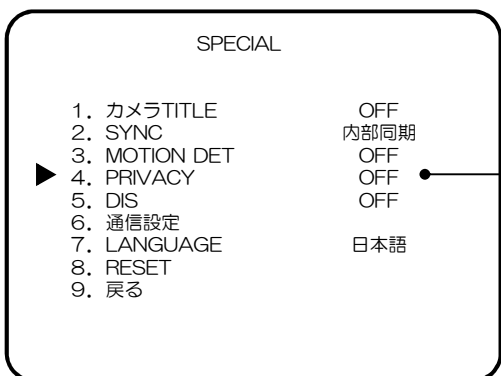 SPECIAL
1. カメラTITLE OFF
2. SYNC 内部同期
3. MOTION DET OFF
▶ 4. PRIVACY OFF
5. DIS OFF
6. 通信設定
7. LANGUAGE 日本語
8. RESET
9. 戻る